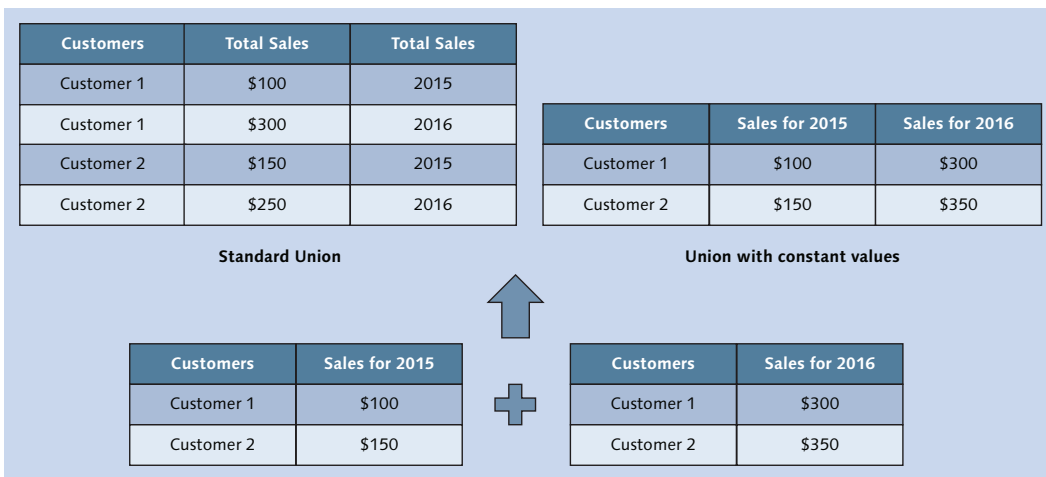 Customers Total Sales Total Sales
Customer 1 $100 2015
Customer 1 $300 2016
Customer 2 $150 2015
Customer 2 $250 2016
Standard Union
Customers Sales for 2015 Sales for 2016
Customer 1 $100 $300
Customer 2 $150 $350
Union with constant values
Customers Sales for 2015
Customer 1 $100
Customer 2 $150
Customers Sales for 2016
Customer 1 $300
Customer 2 $350